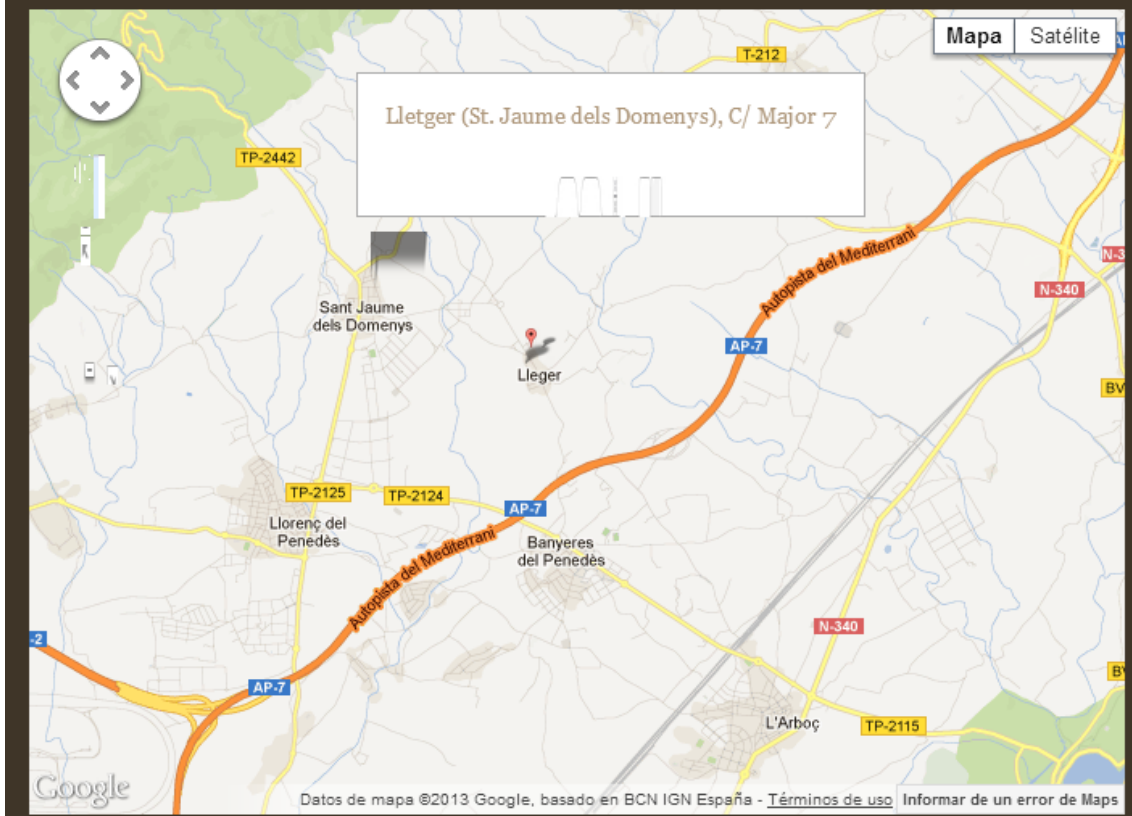 Mapa
Satélite
T-212
Lletger (St. Jaume dels Domenys), C/ Major 7
TP-2442
Autopista del Mediterrani
N-340
Sant Jaume
dels Domenys
AP-7
Lleger
TP-2125
TP-2124
AP-7
Llorenç del
Penedès
Banyeres
del Penedès
Autopista del Mediterrani
N-340
AP-7
L'Arboç
TP-2115
Google
Datos de mapa ©2013 Google, basado en BCN IGN España - Términos de uso
Informar de un error de Maps